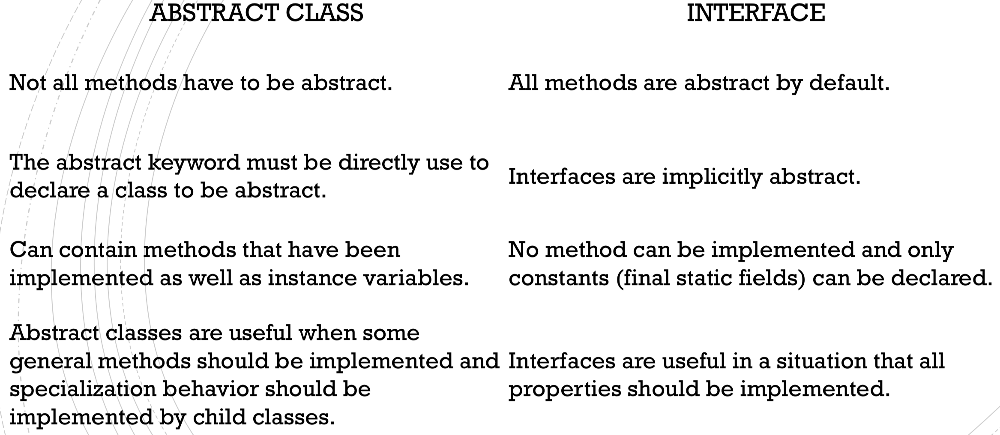 ABSTRACT CLASS
INTERFACE
Not all methods have to be abstract.
All methods are abstract by default.
The abstract keyword must be directly use to
declare a class to be abstract.
Interfaces are implicitly abstract.
Can contain methods that have been
implemented as well as instance variables.
No method can be implemented and only
constants (final static fields) can be declared.
Abstract classes are useful when some
general methods should be implemented and
specialization behavior should be
implemented by child classes.
Interfaces are useful in a situation that all
properties should be implemented.